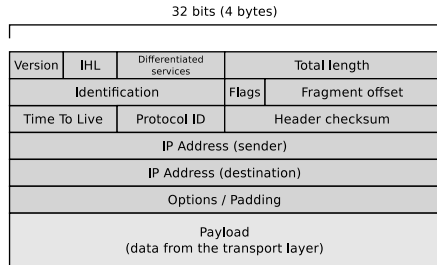 32 bits (4 bytes)
Version IHL Differentiated services Total length
Identification Flags Fragment offset
Time To Live Protocol ID Header checksum
IP Address (sender)
IP Address (destination)
Options / Padding
Payload
(data from the transport layer)